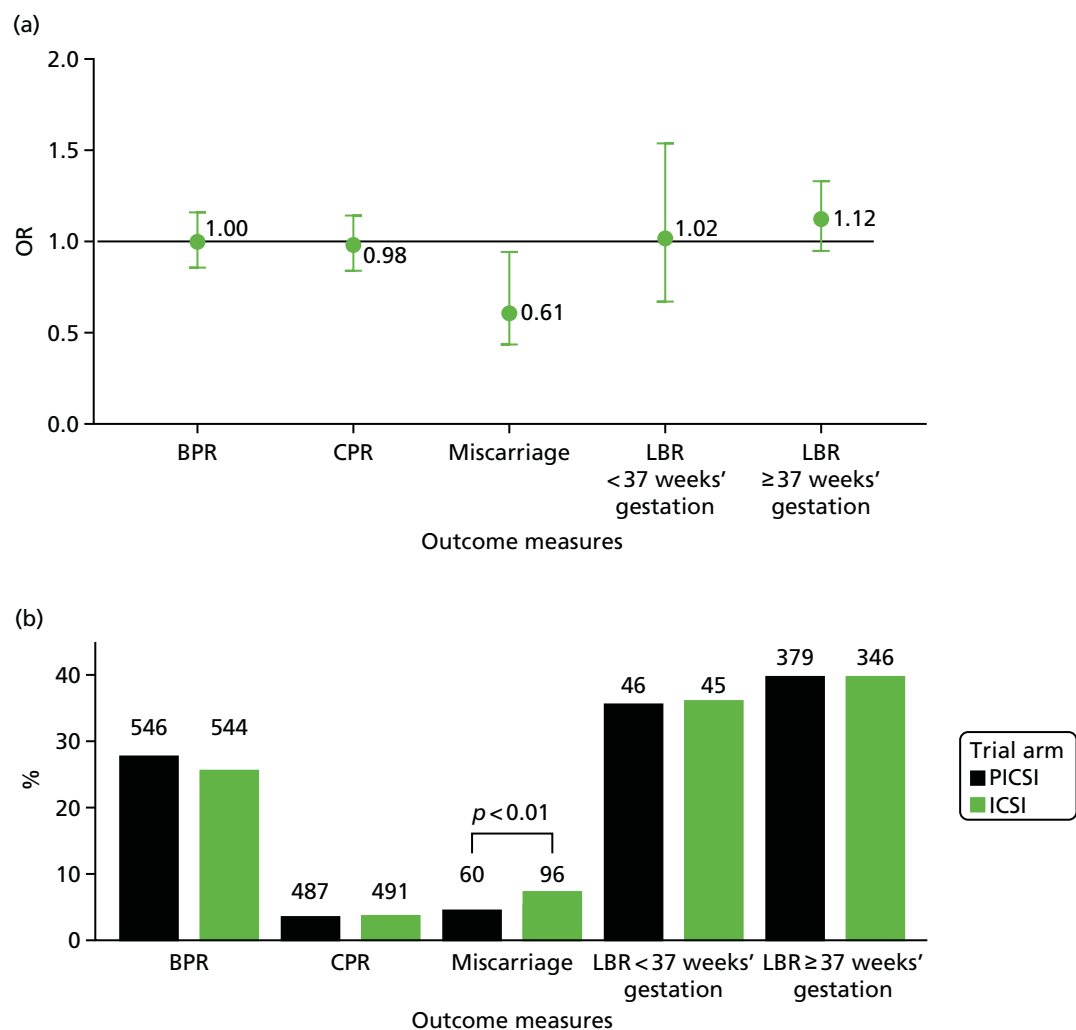 (a)
2.0
1.5
1.0
0.5
0.0
OR
1.00
0.98
0.61
1.02
1.12
BPR
CPR
Miscarriage
LBR
<37 weeks’
gestation
LBR
≥37 weeks’
gestation
Outcome measures
(b)
40
30
20
10
0
%
546
544
487
491
p<0.01
60
96
46
45
379
346
BPR
CPR
Miscarriage
LBR<37 weeks’
gestation
LBR≥37 weeks’
gestation
Outcome measures
Trial arm
PICSI
ICSI